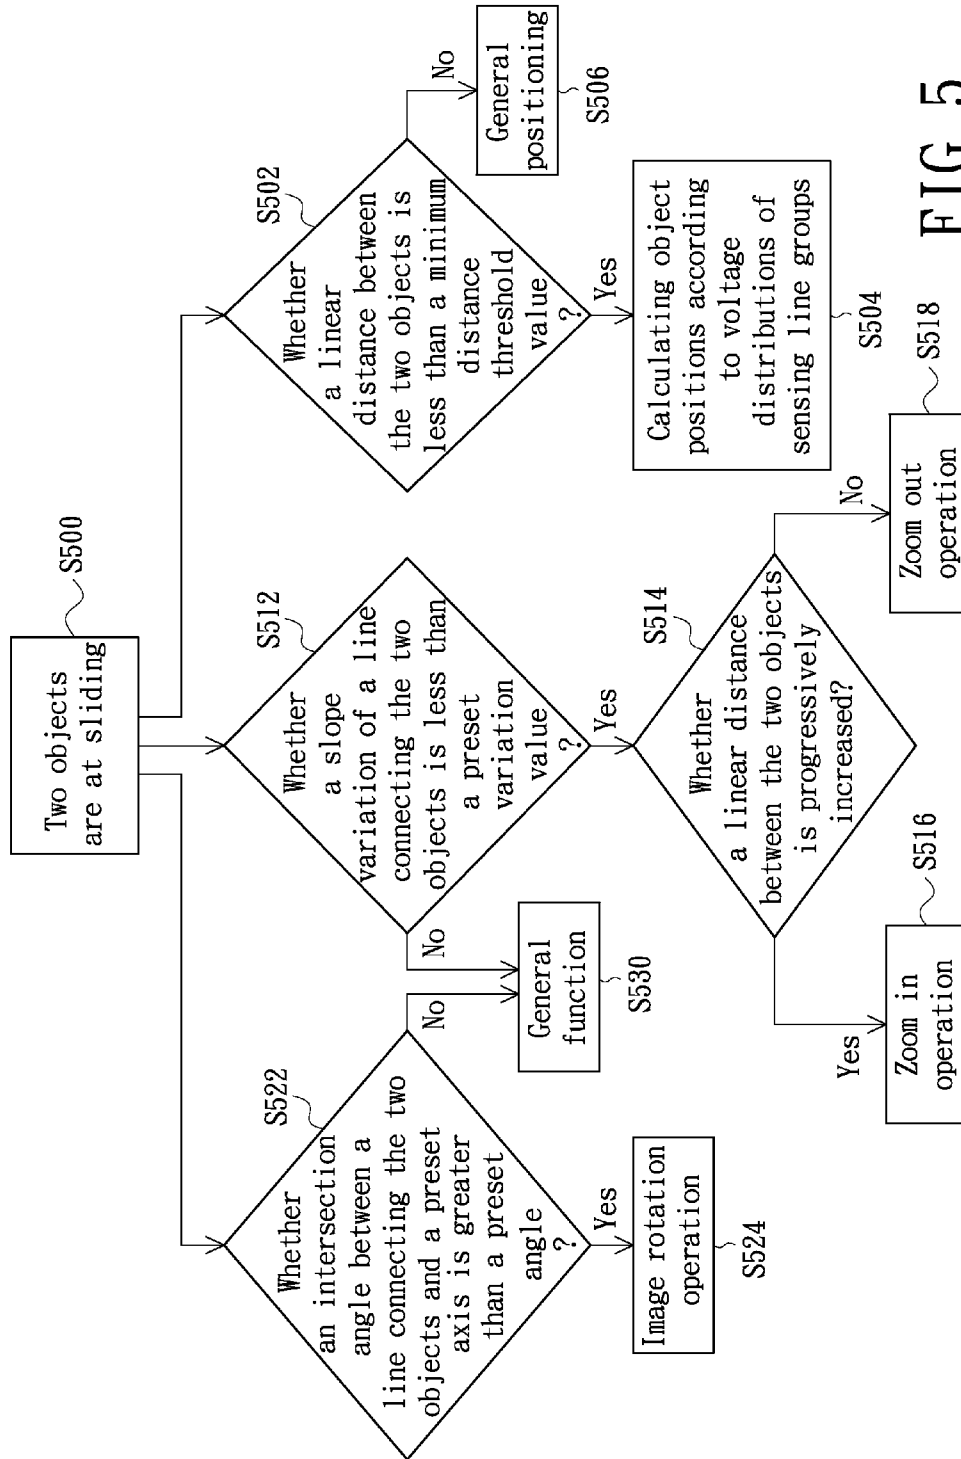 Two objects
are at sliding
S500
Whether
an intersection
angle between a
line connecting the two
objects and a preset
axis is greater
than a preset
angle
?
S522
No
Yes
Image rotation
operation
S524
Whether
a slope
variation of a line
connecting the two
objects is less than
a preset
variation
value
?
S512
No
General
function
S530
Yes
Whether
a linear distance
between the two objects
is progressively
increased?
S514
Yes
Zoom in
operation
S516
No
Zoom out
operation
S518
Whether
a linear
distance between
the two objects is
less than a minimum
distance
threshold
value
?
S502
No
General
positioning
S506
Yes
Calculating object
positions according
to voltage
distributions of
sensing line groups
S504
FIG 5